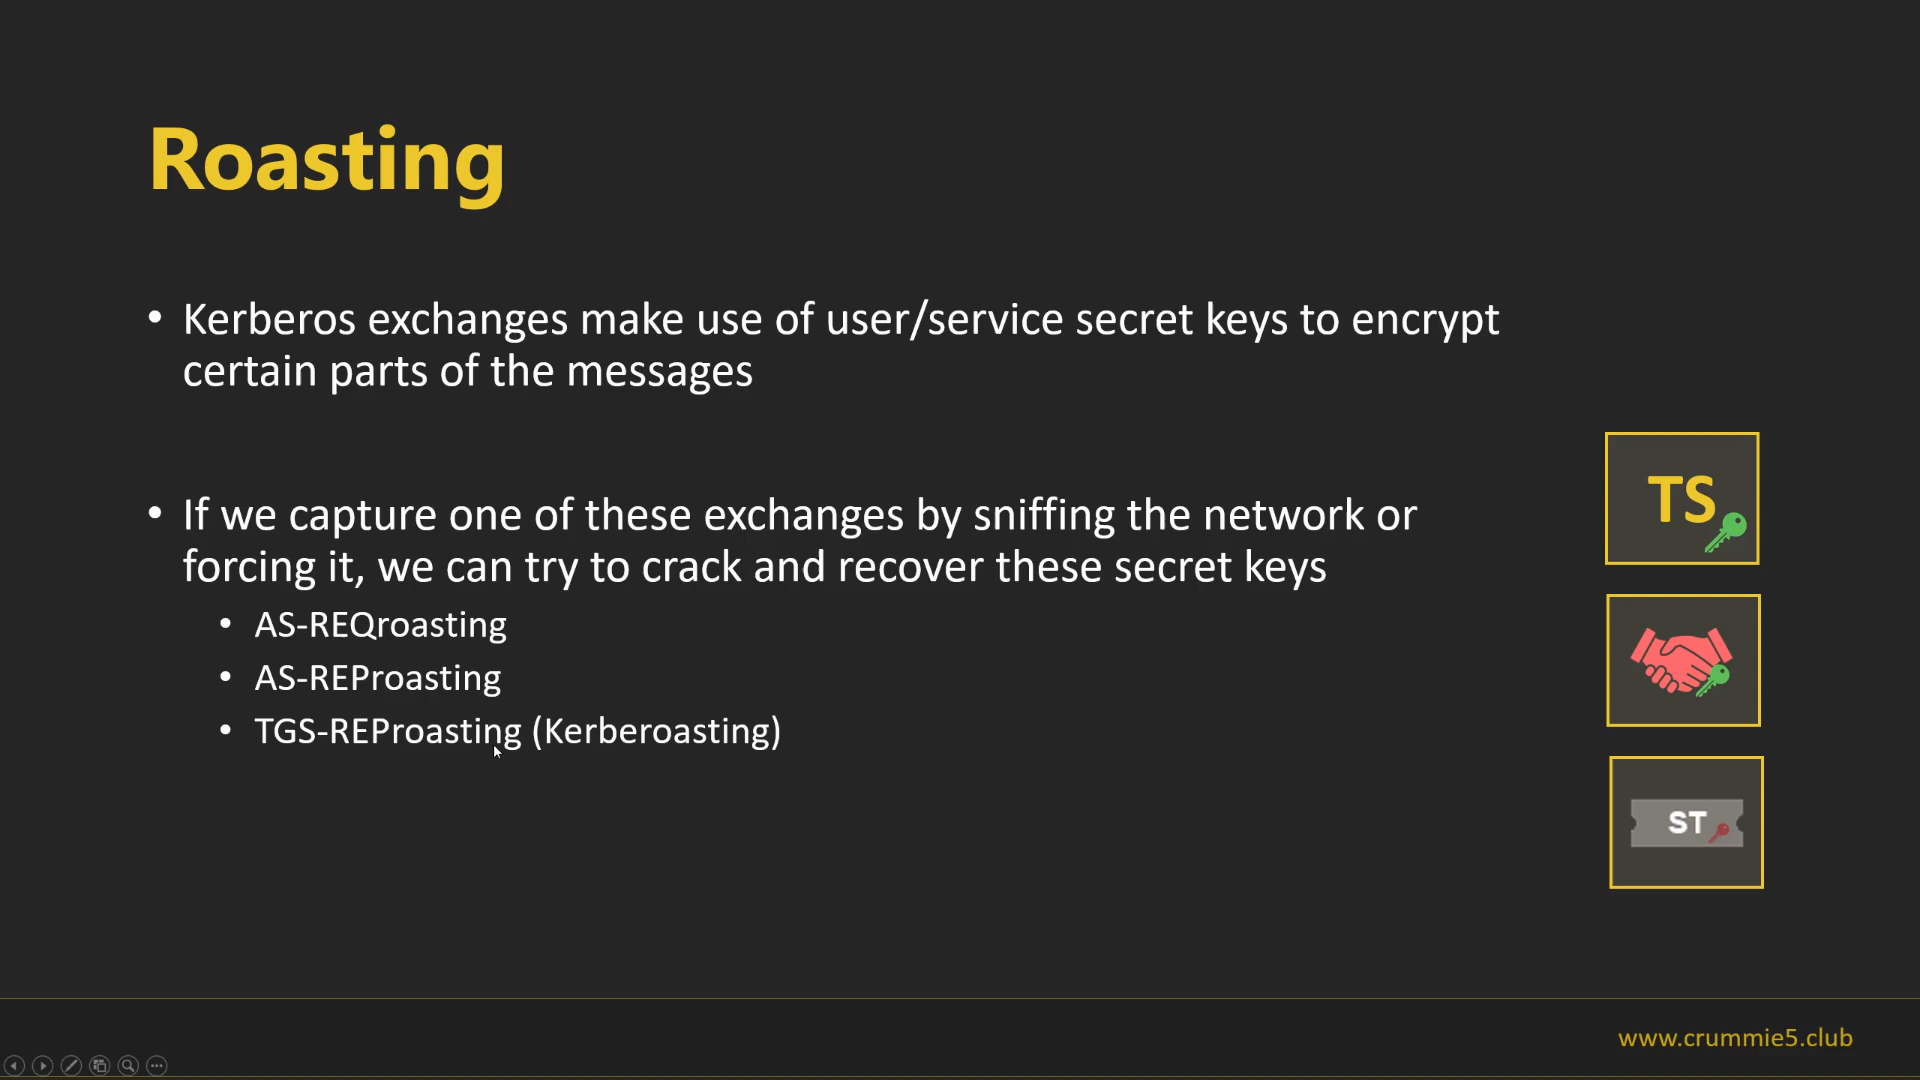 Roasting
• Kerberos exchanges make use of user/service secret keys to encrypt
certain parts of the messages
• If we capture one of these exchanges by sniffing the network or
forcing it, we can try to crack and recover these secret keys
• AS-REQroasting
• AS-REProasting
• TGS-REProasting (Kerberoasting)
TS
ST
www.crummie5.club